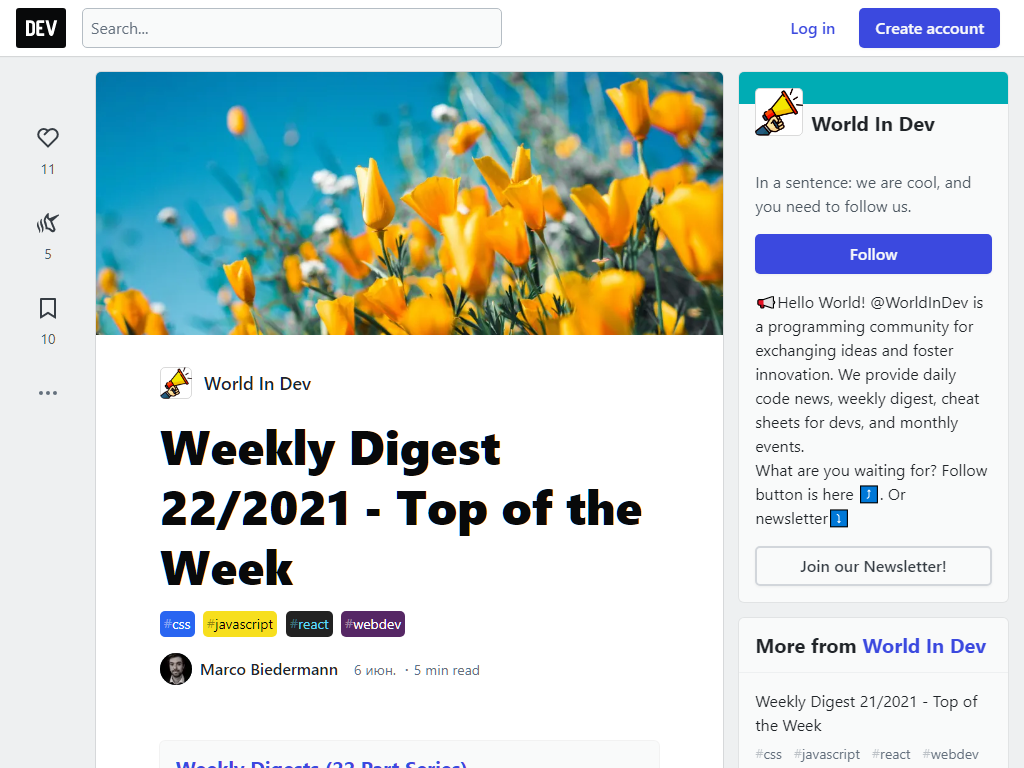 DEV
Search...
Log in
Create account
11
5
10
World In Dev
Weekly Digest
22/2021 - Top of the
Week
#css #javascript #react #webdev
Marco Biedermann 6 июн. · 5 min read
Weekly Digests (22 Part Series)
World In Dev
In a sentence: we are cool, and
you need to follow us.
Follow
📢Hello World! @WorldInDev is
a programming community for
exchanging ideas and foster
innovation. We provide daily
code news, weekly digest, cheat
sheets for devs, and monthly
events.
What are you waiting for? Follow
button is here ⤴. Or
newsletter⤵
Join our Newsletter!
More from World In Dev
Weekly Digest 21/2021 - Top of
the Week
#css #javascript #react #webdev